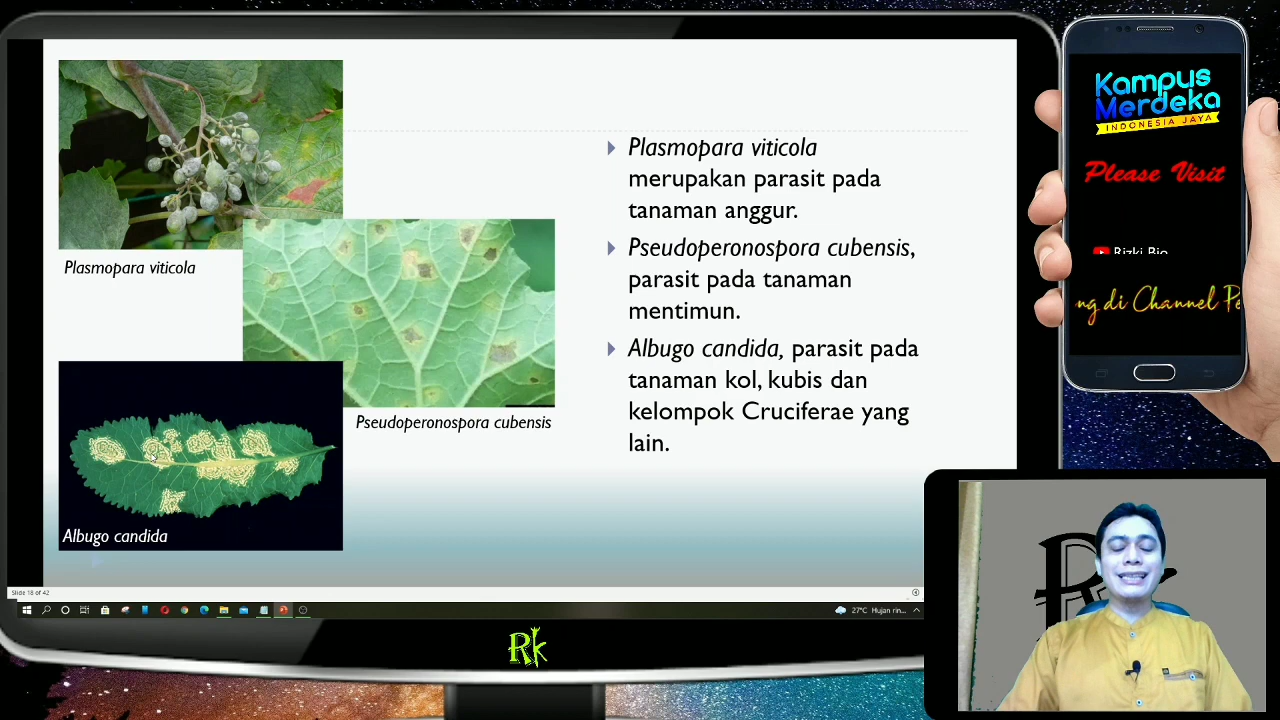 Plasmopara viticola
Pseudoperonospora cubensis
Albugo candida
Plasmopara viticola
merupakan parasit pada
tanaman anggur.
Pseudoperonospora cubensis,
parasit pada tanaman
mentimun.
Albugo candida, parasit pada
tanaman kol, kubis dan
kelompok Cruciferae yang
lain.
Slide 18 of 42
27°C Hujan rin...
Rk
Kampus
Merdeka
INDONESIA JAYA
Please Visit
Rizki Bio
ng di Channel Pe
Rk